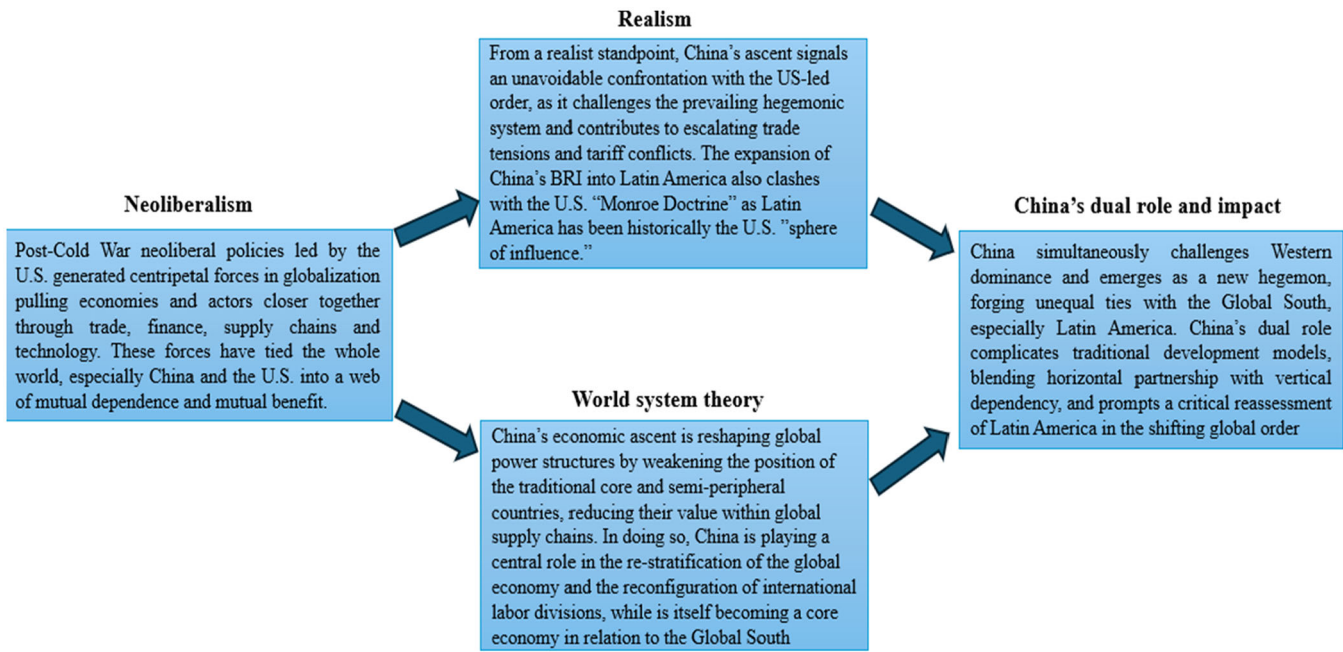 Realism
From a realist standpoint, China’s ascent signals
an unavoidable confrontation with the US-led
order, as it challenges the prevailing hegemonic
system and contributes to escalating trade
tensions and tariff conflicts. The expansion of
China’s BRI into Latin America also clashes
with the U.S. “Monroe Doctrine” as Latin
America has been historically the U.S. ”sphere
of influence.”
Neoliberalism
Post-Cold War neoliberal policies led by the
U.S. generated centripetal forces in globalization
pulling economies and actors closer together
through trade, finance, supply chains and
technology. These forces have tied the whole
world, especially China and the U.S. into a web
of mutual dependence and mutual benefit.
World system theory
China’s economic ascent is reshaping global
power structures by weakening the position of
the traditional core and semi-peripheral
countries, reducing their value within global
supply chains. In doing so, China is playing a
central role in the re-stratification of the global
economy and the reconfiguration of international
labor divisions, while is itself becoming a core
economy in relation to the Global South
China’s dual role and impact
China simultaneously challenges Western
dominance and emerges as a new hegemon,
forging unequal ties with the Global South,
especially Latin America. China’s dual role
complicates traditional development models,
blending horizontal partnership with vertical
dependency, and prompts a critical reassessment
of Latin America in the shifting global order